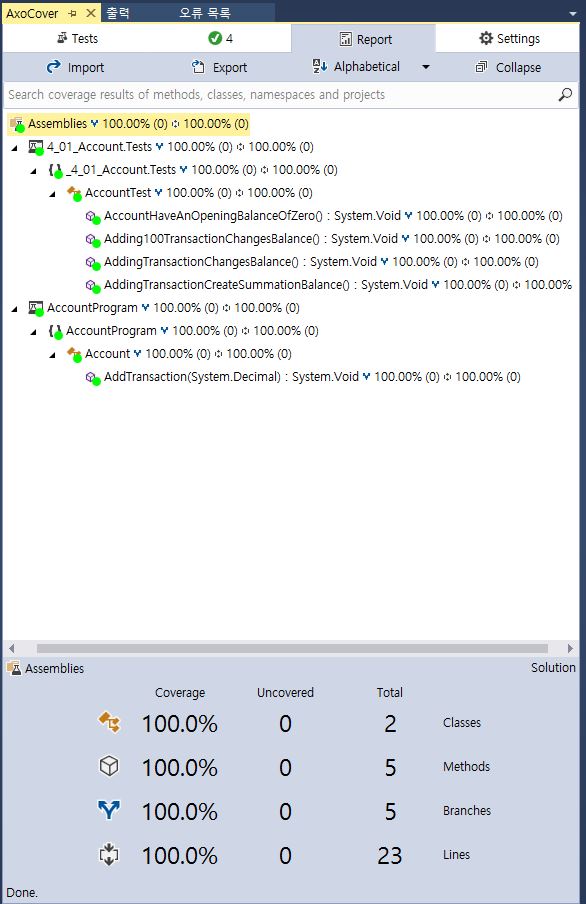 AxoCover 출력 오류 목록
Tests 4 Report Settings
Import Export Alphabetical Collapse
Search coverage results of methods, classes, namespaces and projects
Assemblies 100.00% (0) 100.00% (0)
4_01_Account.Tests 100.00% (0) 100.00% (0)
_4_01_Account.Tests 100.00% (0) 100.00% (0)
AccountTest 100.00% (0) 100.00% (0)
AccountHaveAnOpeningBalanceOfZero() : System.Void 100.00% (0) 100.00% (0)
Adding100TransactionChangesBalance() : System.Void 100.00% (0) 100.00% (0)
AddingTransactionChangesBalance() : System.Void 100.00% (0) 100.00% (0)
AddingTransactionCreateSummationBalance() : System.Void 100.00% (0) 100.00%
AccountProgram 100.00% (0) 100.00% (0)
AccountProgram 100.00% (0) 100.00% (0)
Account 100.00% (0) 100.00% (0)
AddTransaction(System.Decimal) : System.Void 100.00% (0) 100.00% (0)
Assemblies Solution
Coverage Uncovered Total
100.0% 0 2 Classes
100.0% 0 5 Methods
100.0% 0 5 Branches
100.0% 0 23 Lines
Done.